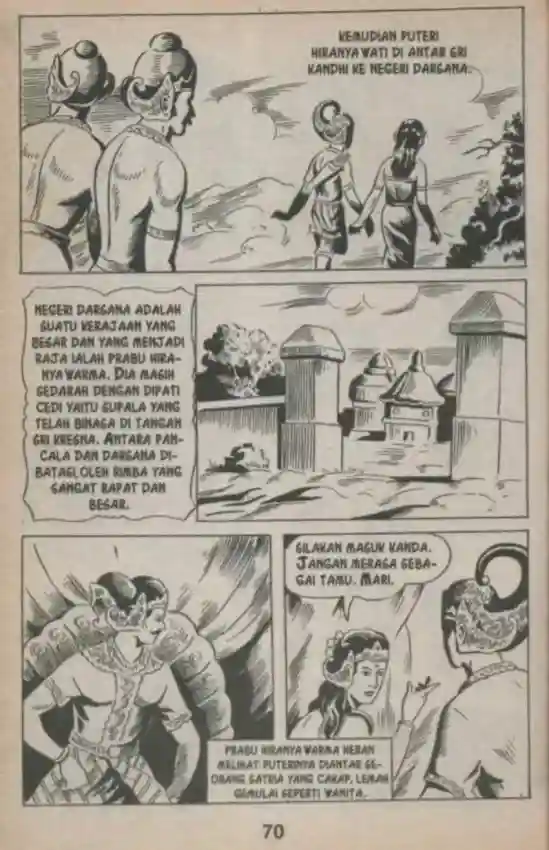 KEMUDIAN PUTERI
HIRANYAWATI DI ANTAR SRI
KANDHI KE NEGERI DARSANA.
NEGERI DARSANA ADALAH
SUATU KERAJAAN YANG
BESAR DAN YANG MENJADI
RAJA IALAH PRABU HIRA-
NYAWARMA. DIA MASIH
SEDARAH DENGAN DIPATI
CEDI YAITU SUPALA YANG
TELAH BINASA DI TANGAN
SRI KRESNA. ANTARA PAN-
CALA DAN DARSANA DI-
BATASI OLEH RIMBA YANG
SANGAT RAPAT DAN
BESAR.
SILAKAN MASUK KANDA.
JANGAN MERASA SEBA-
GAI TAMU. MARI.
PRABU HIRANYAWARMA HERAN
MELIHAT PUTERINYA DIANTAR SE-
ORANG SATRIA YANG CAKAP, LEMAH
GEMULAI SEPERTI WANITA.
70